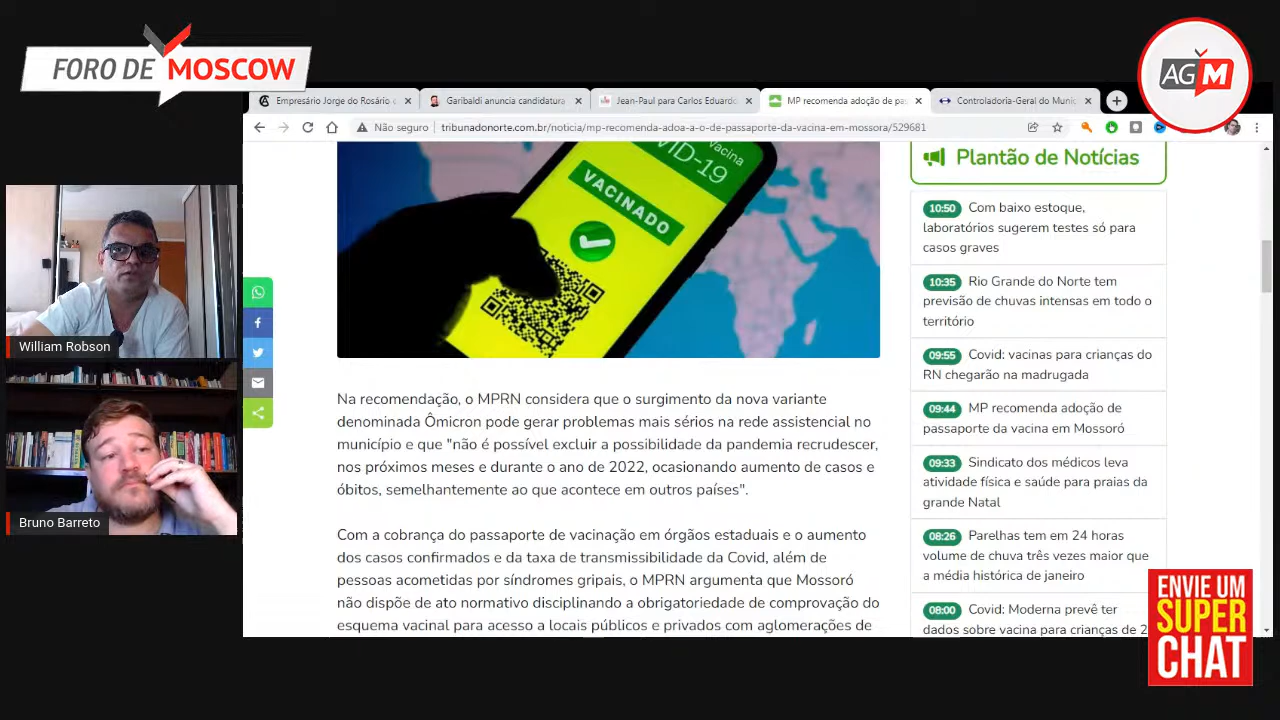 FORO DE MOSCOW
AGM
Empresário Jorge do Rosário
Garibaldi anuncia candidatura
Jean-Paul para Carlos Eduardo
MP recomenda adoção de pas
Controladoria-Geral do Munic
Não seguro
tribunadonorte.com.br/noticia/mp-recomenda-adoa-a-o-de-passaporte-da-vacina-em-mossora/529681
Vacina
VID-19
VACINADO
Plantão de Notícias
10:50 Com baixo estoque,
laboratórios sugerem testes só para
casos graves
10:35 Rio Grande do Norte tem
previsão de chuvas intensas em todo o
território
09:55 Covid: vacinas para crianças do
RN chegarão na madrugada
09:44 MP recomenda adoção de
passaporte da vacina em Mossoró
09:33 Sindicato dos médicos leva
atividade física e saúde para praias da
grande Natal
08:26 Parelhas tem em 24 horas
volume de chuva três vezes maior que
a média histórica de janeiro
08:00 Covid: Moderna prevê ter
dados sobre vacina para crianças de 2
Na recomendação, o MPRN considera que o surgimento da nova variante
denominada Ômicron pode gerar problemas mais sérios na rede assistencial no
município e que "não é possível excluir a possibilidade da pandemia recrudescer,
nos próximos meses e durante o ano de 2022, ocasionando aumento de casos e
óbitos, semelhantemente ao que acontece em outros países".
Com a cobrança do passaporte de vacinação em órgãos estaduais e o aumento
dos casos confirmados e da taxa de transmissibilidade da Covid, além de
pessoas acometidas por síndromes gripais, o MPRN argumenta que Mossoró
não dispõe de ato normativo disciplinando a obrigatoriedade de comprovação do
esquema vacinal para acesso a locais públicos e privados com aglomerações de
William Robson
Bruno Barreto
ENVIE UM
SUPER
CHAT